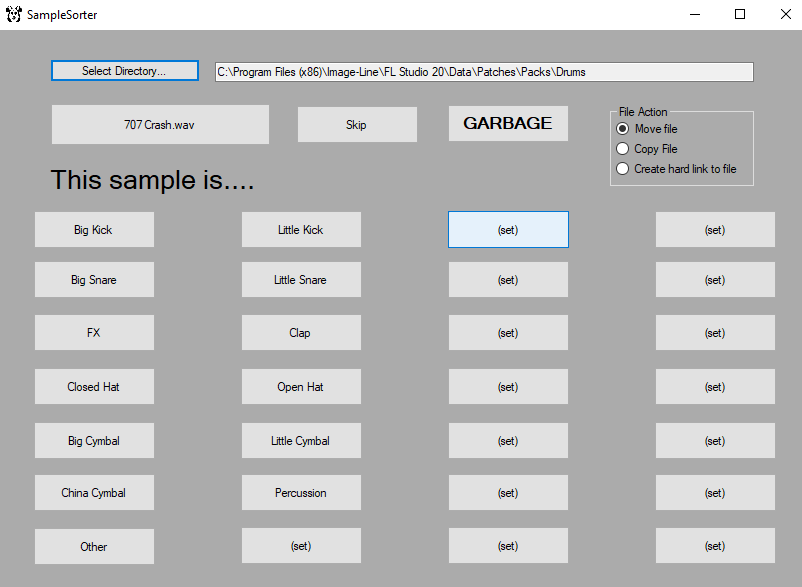 SampleSorter
Select Directory...
C:\Program Files (x86)\Image-Line\FL Studio 20\Data\Patches\Packs\Drums
707 Crash.wav
Skip
GARBAGE
File Action
Move file
Copy File
Create hard link to file
This sample is....
Big Kick
Little Kick
(set)
(set)
Big Snare
Little Snare
(set)
(set)
FX
Clap
(set)
(set)
Closed Hat
Open Hat
(set)
(set)
Big Cymbal
Little Cymbal
(set)
(set)
China Cymbal
Percussion
(set)
(set)
Other
(set)
(set)
(set)